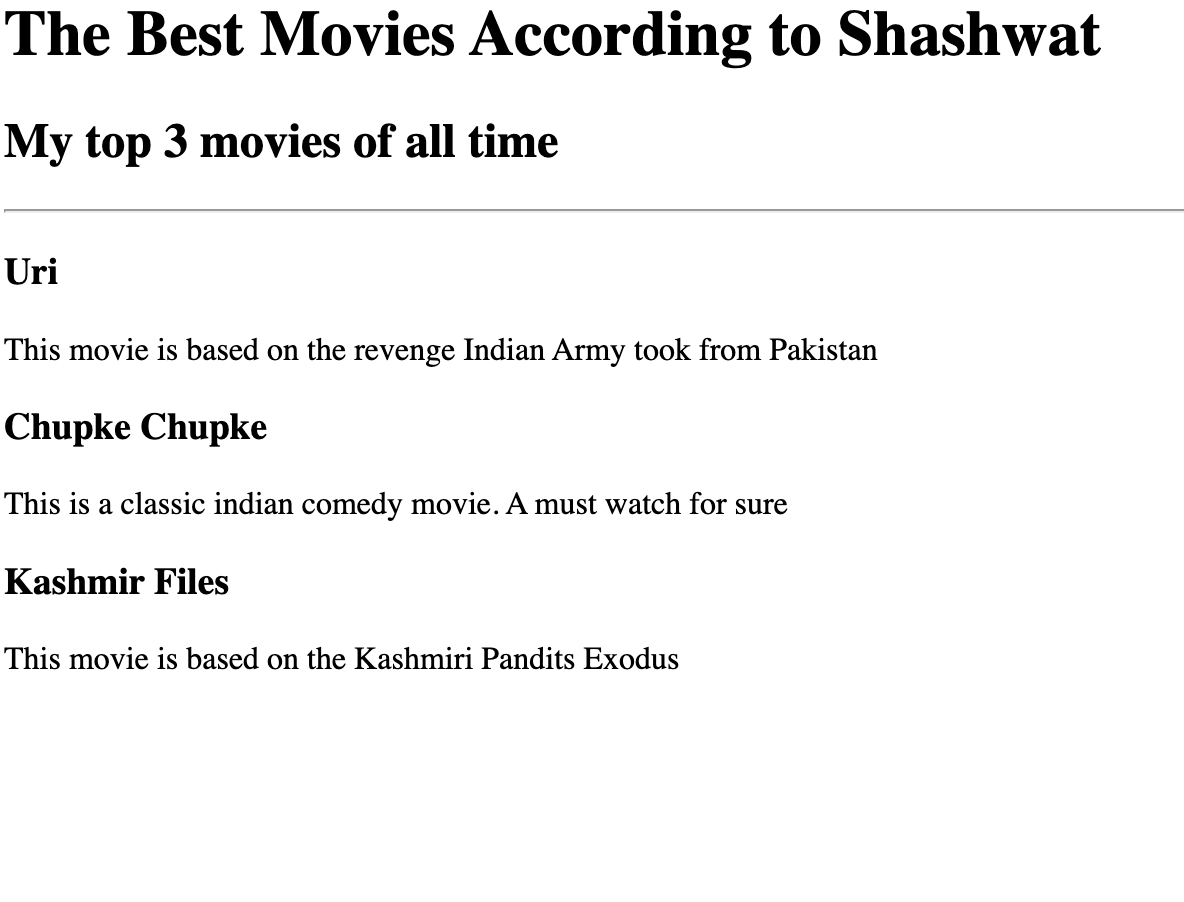 The Best Movies According to Shashwat
My top 3 movies of all time
Uri
This movie is based on the revenge Indian Army took from Pakistan
Chupke Chupke
This is a classic indian comedy movie. A must watch for sure
Kashmir Files
This movie is based on the Kashmiri Pandits Exodus